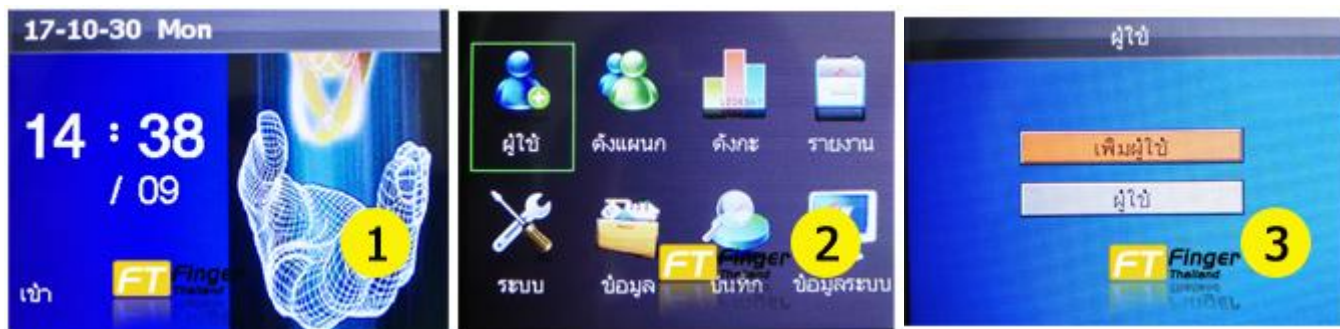 17-10-30 Mon
14 : 38
/ 09
เข้า
FT Finger
Thailand
1
ผู้ใช้
ตั้งแผนก
ตั้งกะ
รายงาน
ระบบ
ข้อมูล
บันทึก
ข้อมูลระบบ
FT Finger
Thailand
2
ผู้ใช้
เพิ่มผู้ใช้
ผู้ใช้
FT Finger
Thailand
3